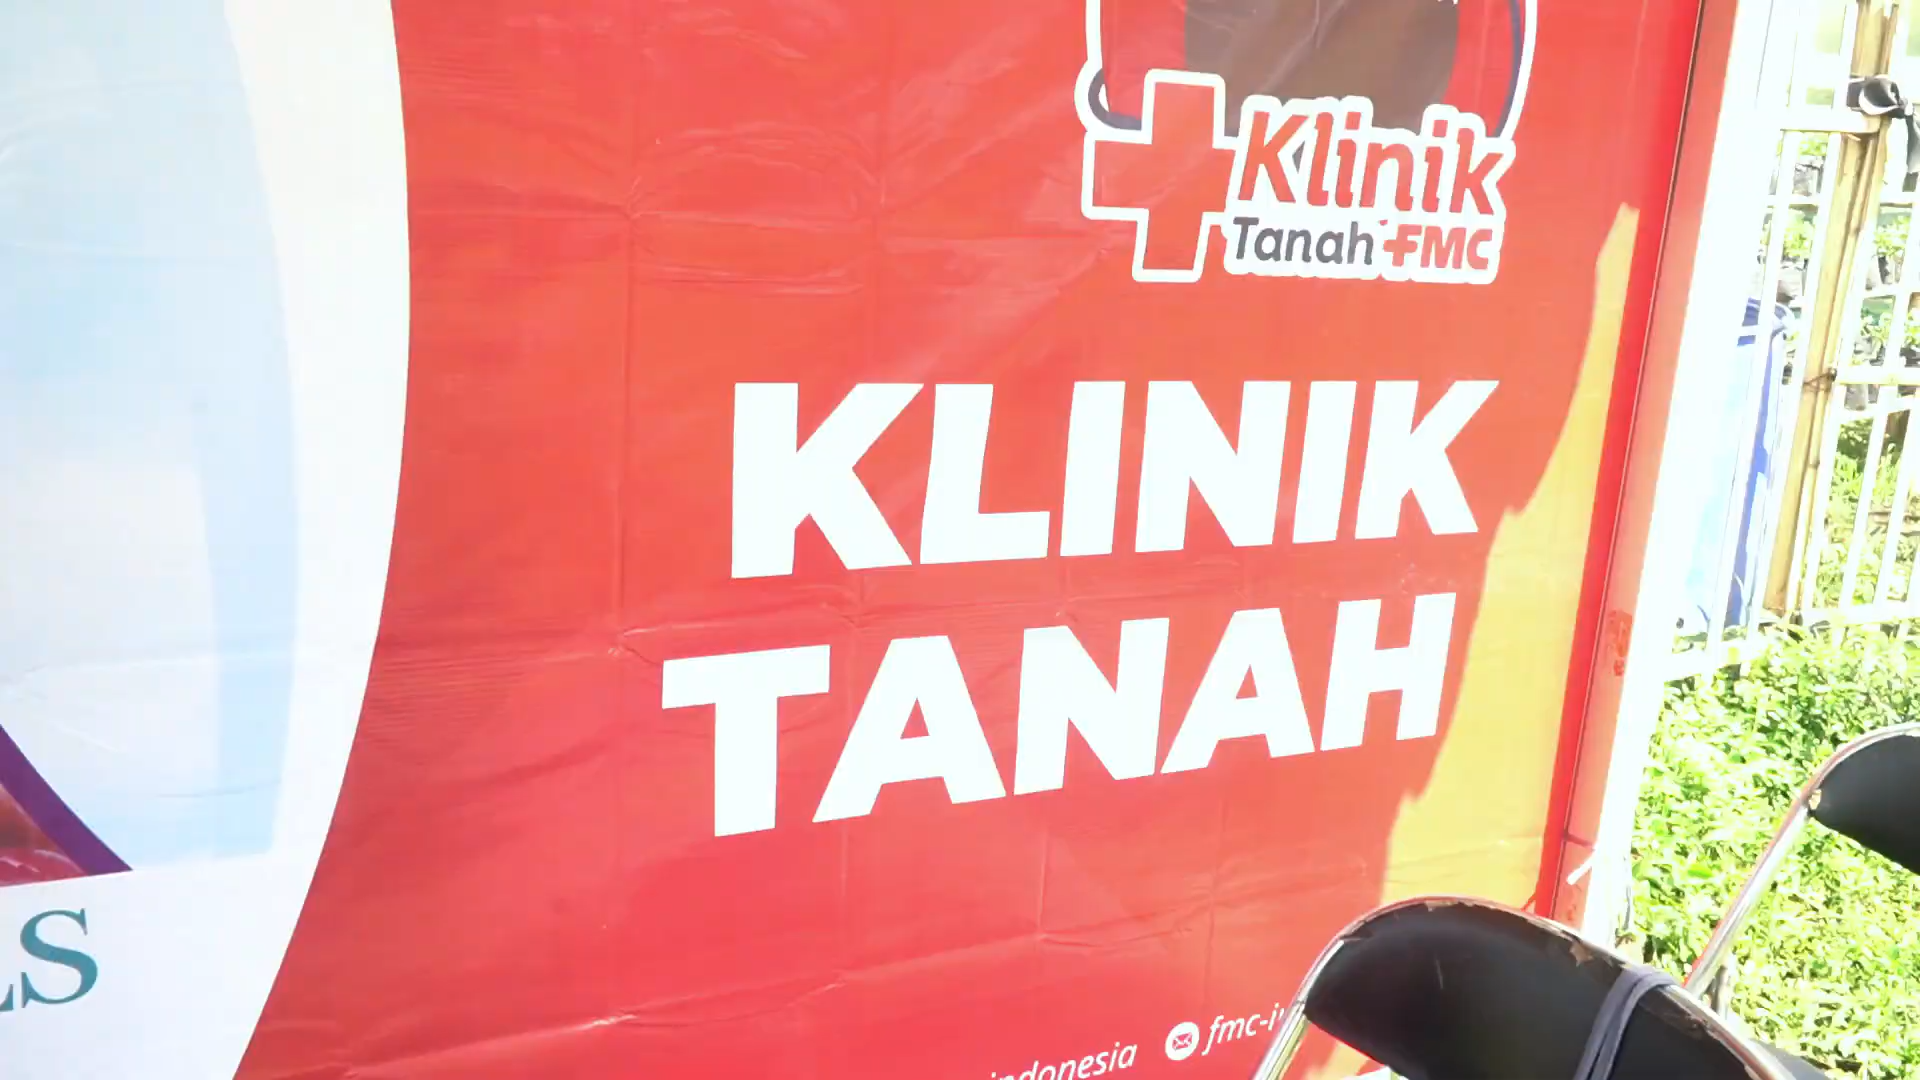 Klinik
Tanah FMC
KLINIK
TANAH
LS
indonesia
fmc-i